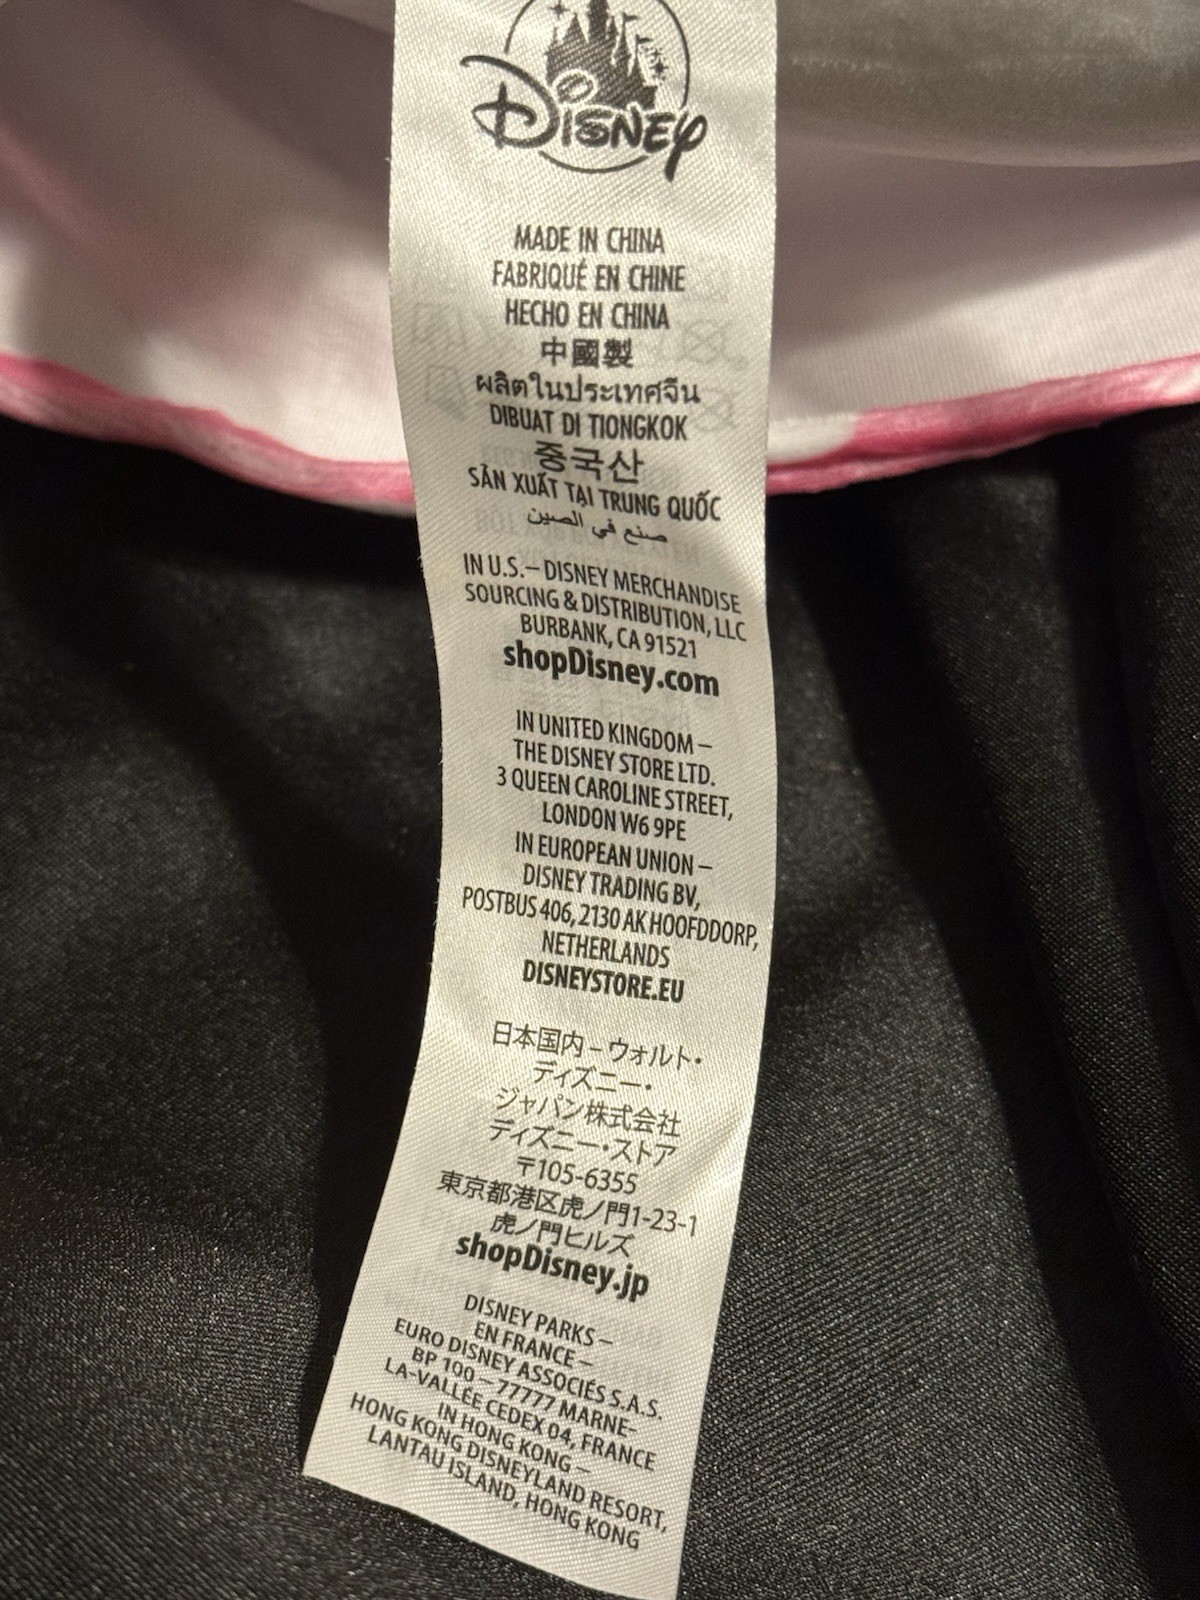 Disney
MADE IN CHINA
FABRIQUÉ EN CHINE
HECHO EN CHINA
中國製
ผลิตในประเทศจีน
DIBUAT DI TIONGKOK
중국산
SẢN XUẤT TẠI TRUNG QUỐC
صنع في الصين
IN U.S.– DISNEY MERCHANDISE
SOURCING & DISTRIBUTION, LLC
BURBANK, CA 91521
shopDisney.com
IN UNITED KINGDOM –
THE DISNEY STORE LTD.
3 QUEEN CAROLINE STREET,
LONDON W6 9PE
IN EUROPEAN UNION –
DISNEY TRADING BV,
POSTBUS 406, 2130 AK HOOFDDORP,
NETHERLANDS
DISNEYSTORE.EU
日本国内 – ウォルト・
ディズニー・
ジャパン株式会社
ディズニー・ストア
〒105-6355
東京都港区虎ノ門1-23-1
虎ノ門ヒルズ
shopDisney.jp
DISNEY PARKS –
EN FRANCE –
EURO DISNEY ASSOCIÉS S.A.S.
BP 100 – 77777 MARNE-
LA-VALLÉE CEDEX 04, FRANCE
IN HONG KONG –
HONG KONG DISNEYLAND RESORT,
LANTAU ISLAND, HONG KONG